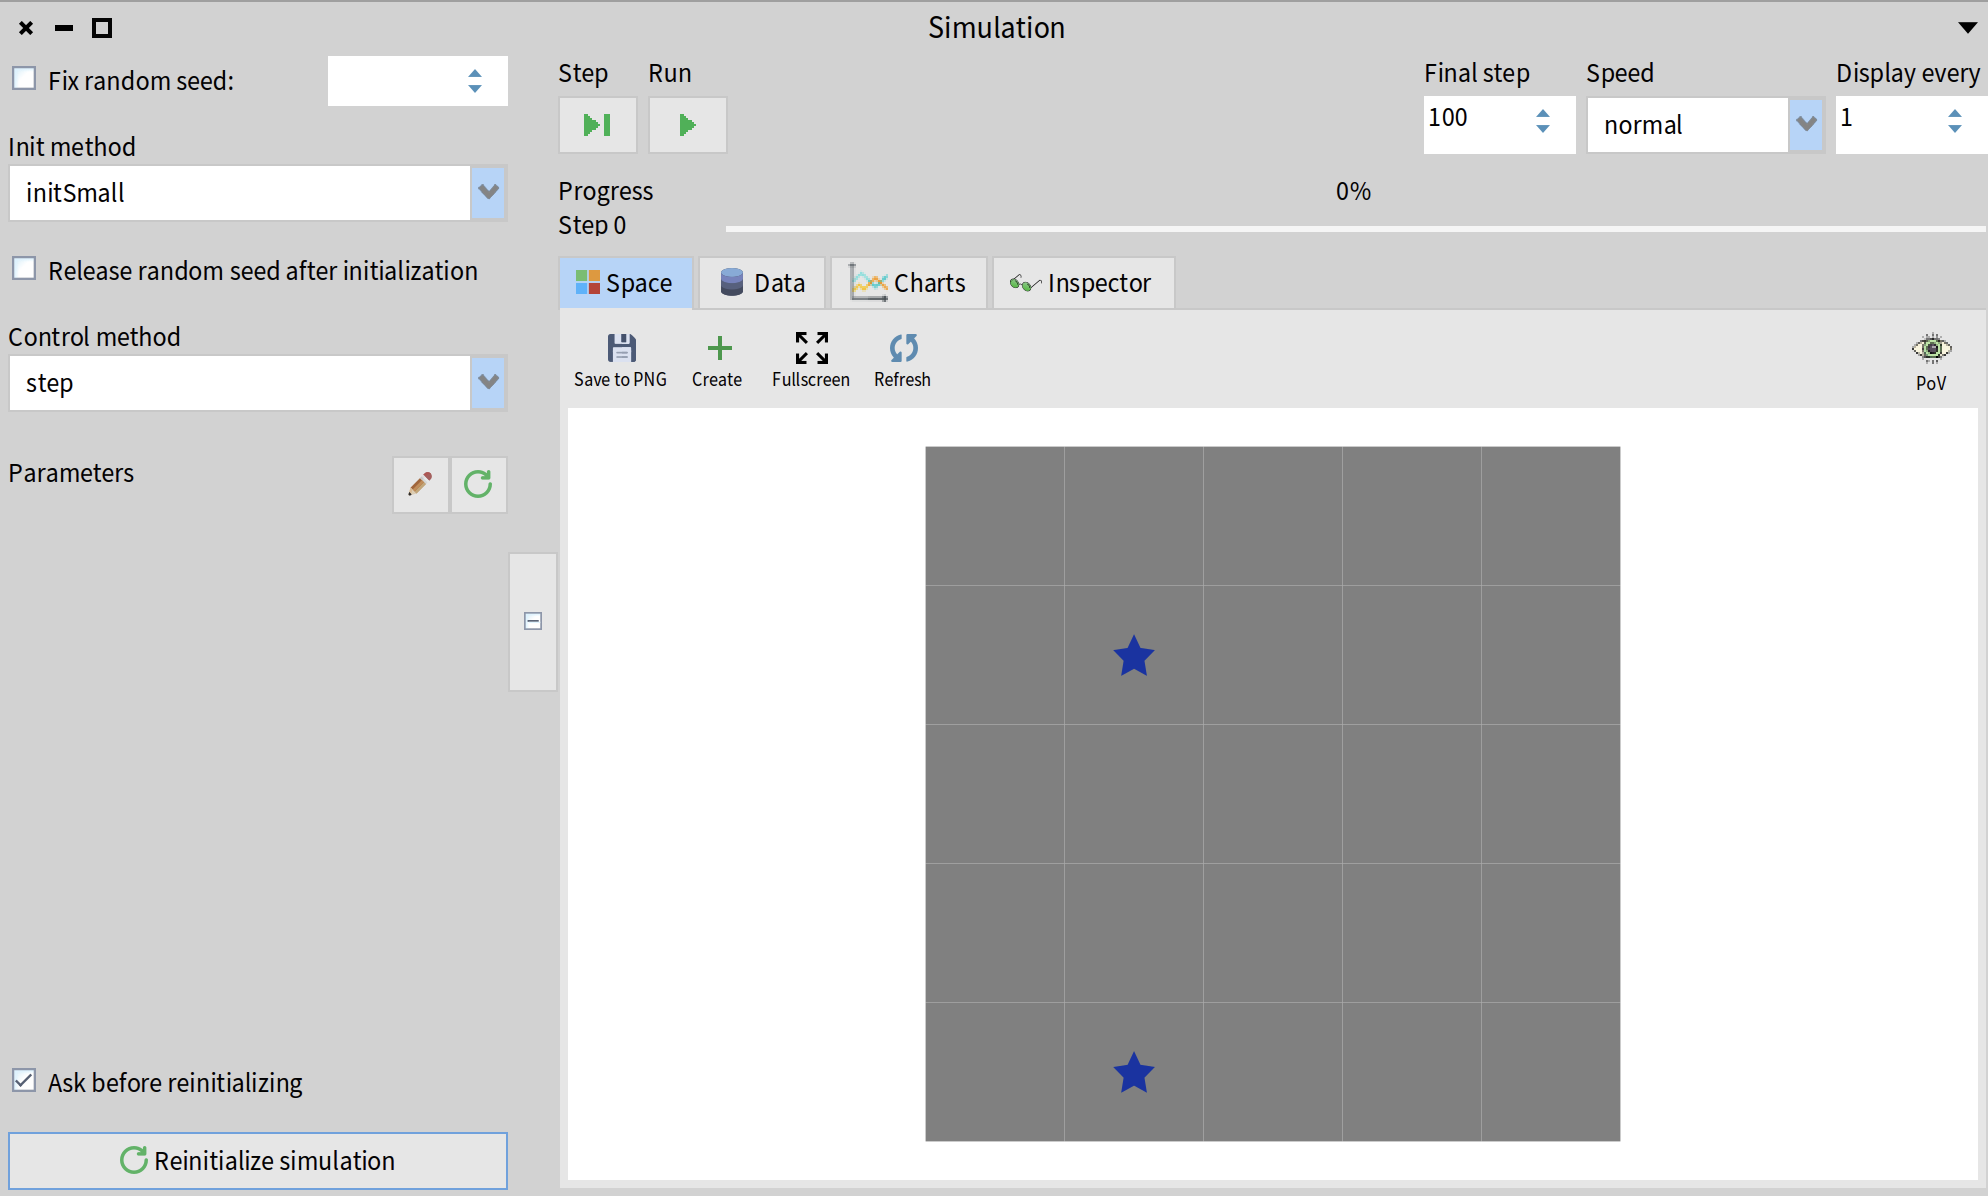 Simulation
Fix random seed:
Init method
initSmall
Release random seed after initialization
Control method
step
Parameters
Ask before reinitializing
Reinitialize simulation
Step Run Final step Speed Display every
100 normal 1
Progress 0%
Step 0
Space Data Charts Inspector
Save to PNG Create Fullscreen Refresh PoV